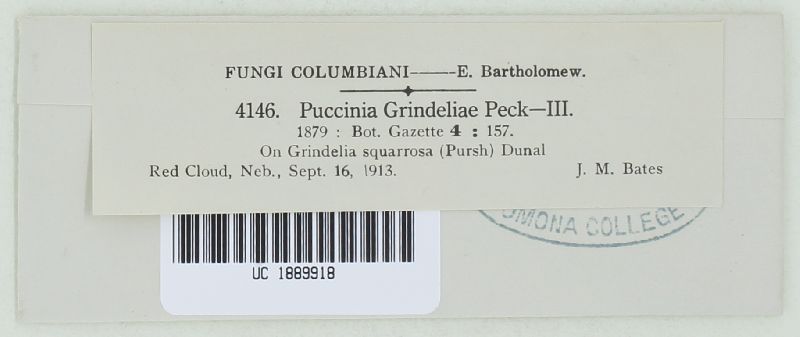 FUNGI COLUMBIANI——E. Bartholomew.
4146. Puccinia Grindeliae Peck—III.
1879 : Bot. Gazette 4 : 157.
On Grindelia squarrosa (Pursh) Dunal
Red Cloud, Neb., Sept. 16, 1913. J. M. Bates
OMONA COLLEGE
UC 1889918